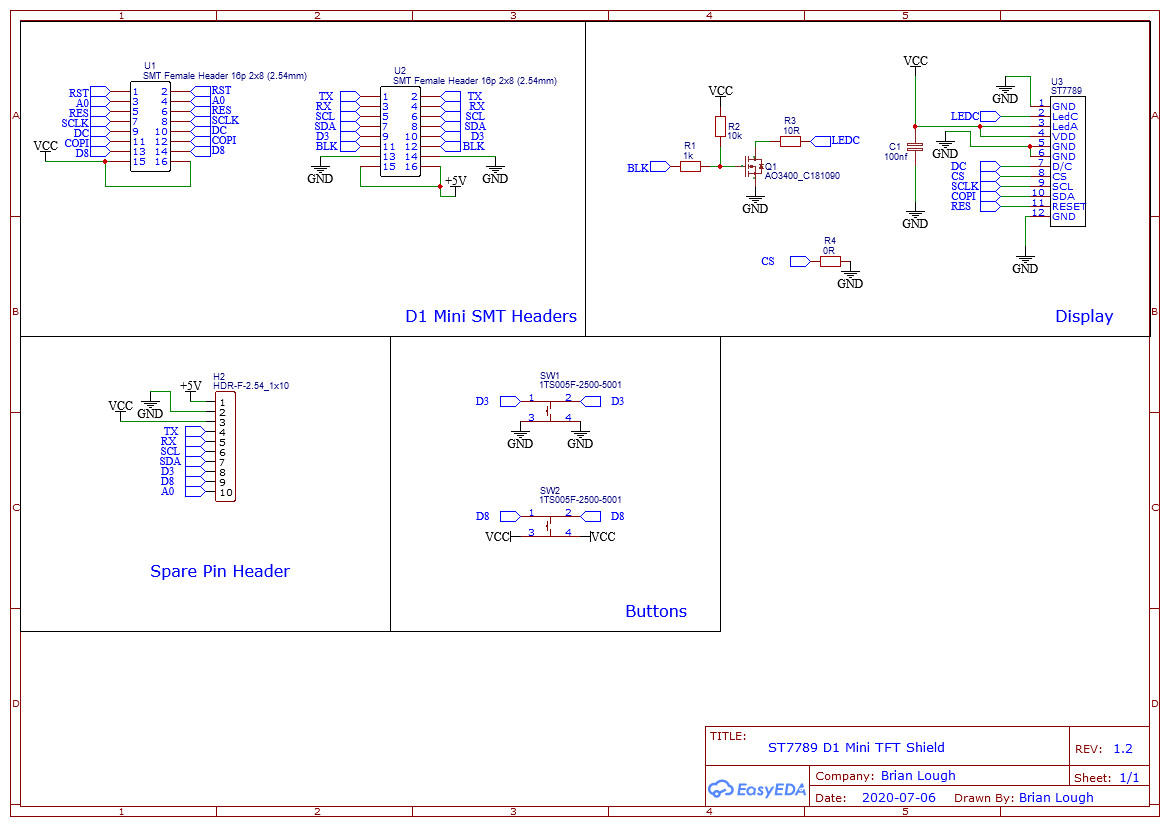 1 2 3 4 5
A
B
C
D
U1
SMT Female Header 16p 2x8 (2.54mm)
RST 1 2 RST
A0 3 4 A0
RES 5 6 RES
SCLK 7 8 SCLK
DC 9 10 DC
COPI 11 12 COPI
D8 13 14 D8
VCC 15 16
U2
SMT Female Header 16p 2x8 (2.54mm)
TX 1 2 TX
RX 3 4 RX
SCL 5 6 SCL
SDA 7 8 SDA
D3 9 10 D3
BLK 11 12 BLK
GND 13 14 GND
15 16
+5V
D1 Mini SMT Headers
VCC
R2
10k
R1
1k
BLK
R3
10R
LEDC
Q1
AO3400_C181090
GND
CS
R4
0R
GND
VCC
C1
100nf
GND
GND
GND
U3
ST7789
1 GND
LEDC 2 LedC
3 LedA
4 VDD
5 GND
6 GND
DC 7 D/C
CS 8 CS
SCLK 9 SCL
COPI 10 SDA
RES 11 RESET
12 GND
GND
Display
H2
HDR-F-2.54_1x10
+5V 1
GND 2
VCC 3
TX 4
RX 5
SCL 6
SDA 7
D3 8
D8 9
A0 10
Spare Pin Header
SW1
1TS005F-2500-5001
D3 1 2 D3
3 4
GND GND
SW2
1TS005F-2500-5001
D8 1 2 D8
VCC 3 4 VCC
Buttons
A
B
C
D
TITLE:
ST7789 D1 Mini TFT Shield
REV: 1.2
EasyEDA
Company: Brian Lough
Sheet: 1/1
Date: 2020-07-06 Drawn By: Brian Lough
1 2 3 4 5